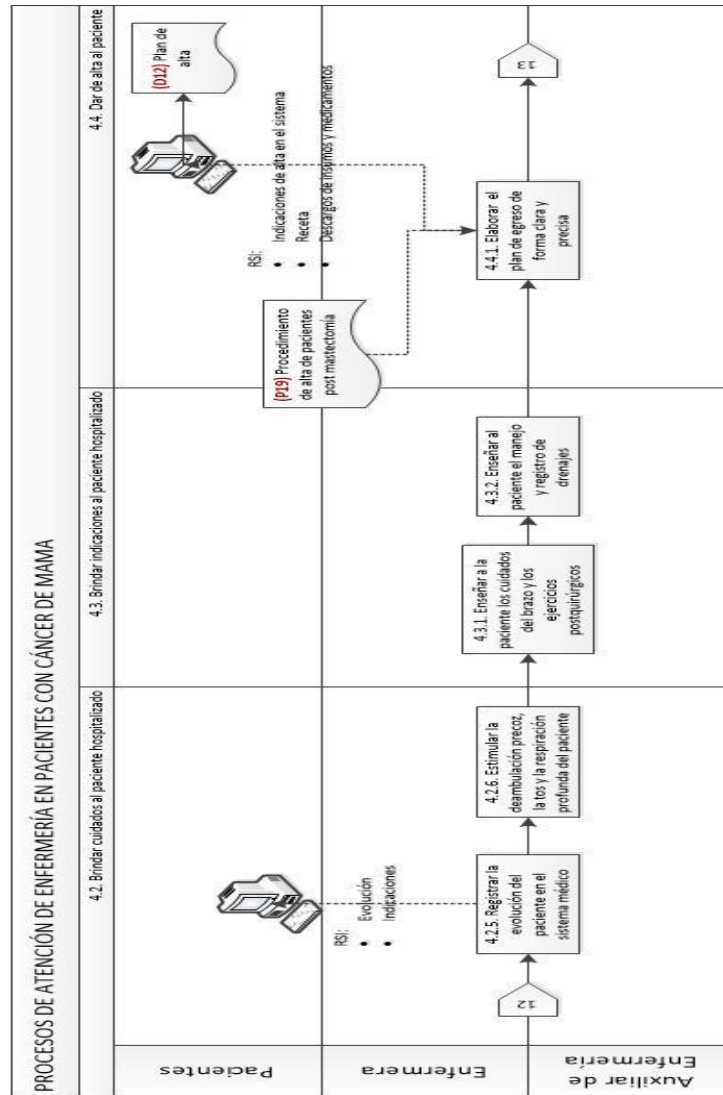 PROCESOS DE ATENCIÓN DE ENFERMERÍA EN PACIENTES CON CÁNCER DE MAMA
4.2. Brindar cuidados al paciente hospitalizado
4.3. Brindar indicaciones al paciente hospitalizado
4.4. Dar de alta al paciente
Pacientes
(D12) Plan de
alta
RSI:
• Evolución
• Indicaciones
RSI:
• Indicaciones de alta en el sistema
• Receta
• Descargos de insumos y medicamentos
(P19) Procedimiento
de alta de pacientes
post mastectomía
Enfermera
12
4.2.5. Registrar la
evolución del
paciente en el
sistema médico
4.2.6. Estimular la
deambulación precoz,
la tos y la respiración
profunda del paciente
4.3.1. Enseñar a la
paciente los cuidados
del brazo y los
ejercicios
postquirúrgicos
4.3.2. Enseñar al
paciente el manejo
y registro de
drenajes
4.4.1. Elaborar el
plan de egreso de
forma clara y
precisa
13
Auxiliar de
Enfermería